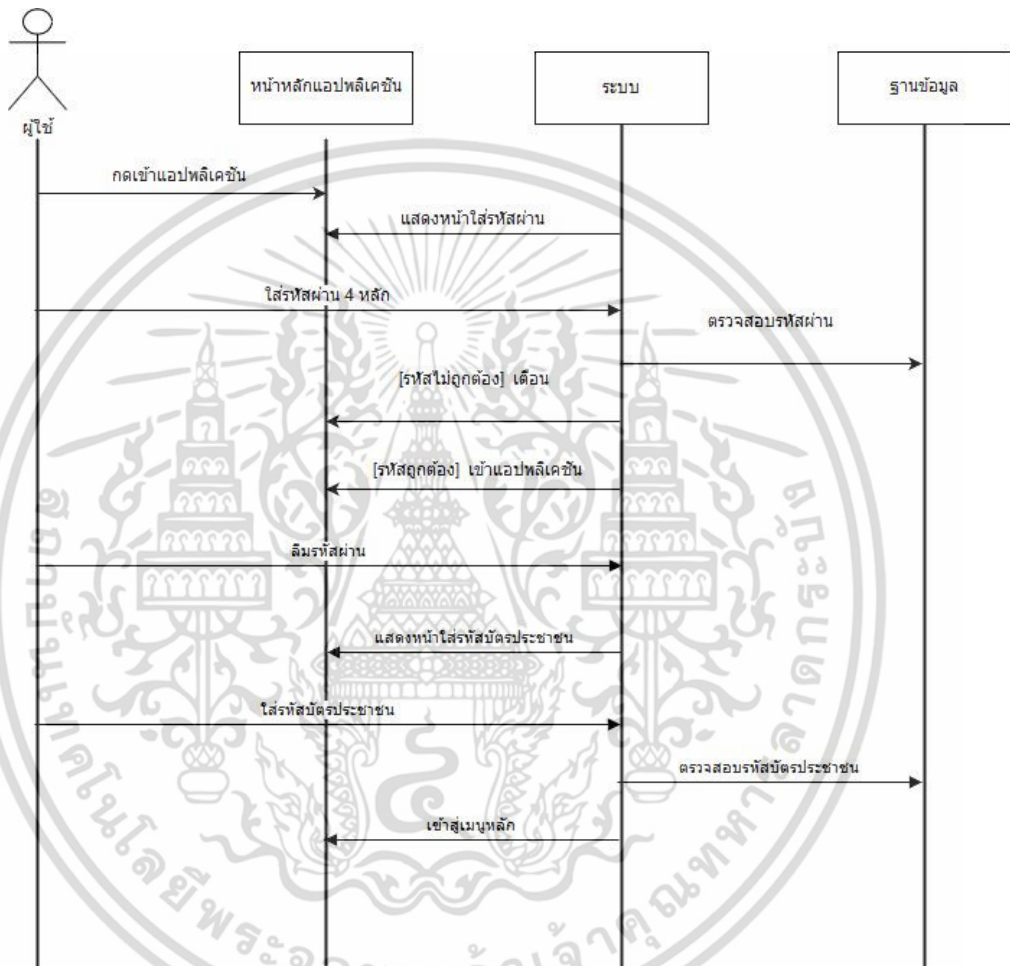 หน้าหลักแอปพลิเคชัน
ระบบ
ฐานข้อมูล
ผู้ใช้
กดเข้าแอปพลิเคชัน
แสดงหน้าใส่รหัสผ่าน
ใส่รหัสผ่าน 4 หลัก
ตรวจสอบรหัสผ่าน
[รหัสไม่ถูกต้อง] เตือน
[รหัสถูกต้อง] เข้าแอปพลิเคชัน
ลืมรหัสผ่าน
แสดงหน้าใส่รหัสบัตรประชาชน
ใส่รหัสบัตรประชาชน
ตรวจสอบรหัสบัตรประชาชน
เข้าสู่เมนูหลัก